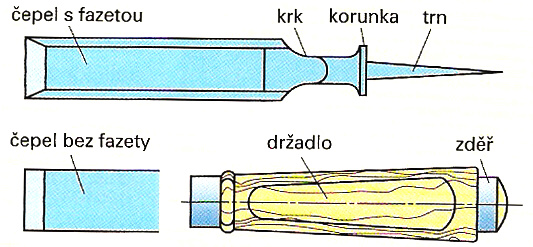 čepel s fazetou
krk
korunka
trn
čepel bez fazety
držadlo
zděř